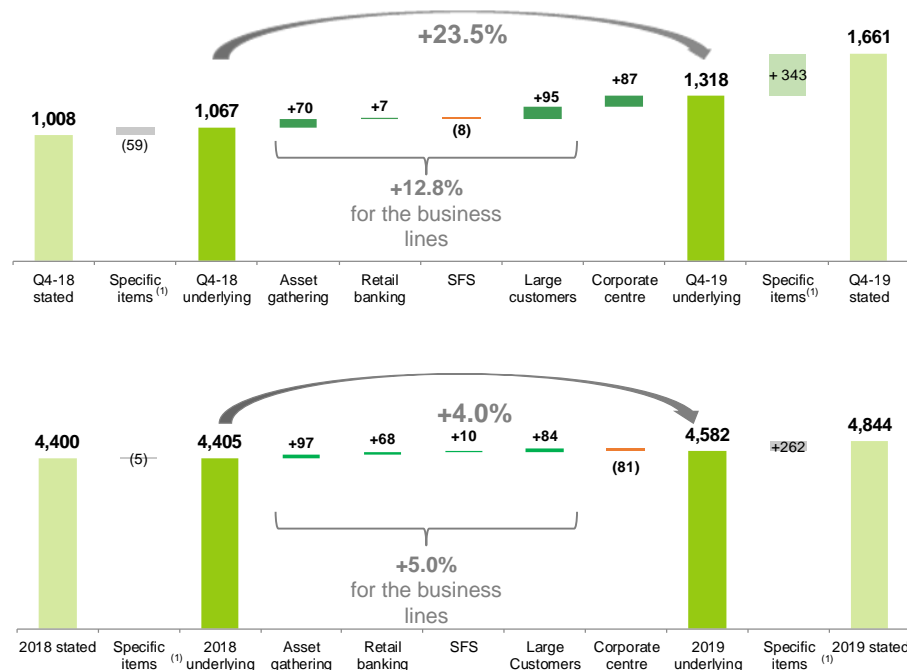 +23.5%
1,661
+87
1,318
+ 343
+95
1,008
1,067
+70
+7
(59)
(8)
+12.8%
for the business
lines
Q4-18
stated
Specific
items (1)
Q4-18
underlying
Asset
gathering
Retail
banking
SFS
Large
customers
Corporate
centre
Q4-19
underlying
Specific
items (1)
Q4-19
stated
+4.0%
4,400
4,405
+97
+68
+10
+84
4,582
4,844
(5)
(81)
+262
+5.0%
for the business
lines
2018 stated
Specific
items (1)
2018
underlying
Asset
gathering
Retail
banking
SFS
Large
Customers
Corporate
centre
2019
underlying
Specific
items (1)
2019 stated